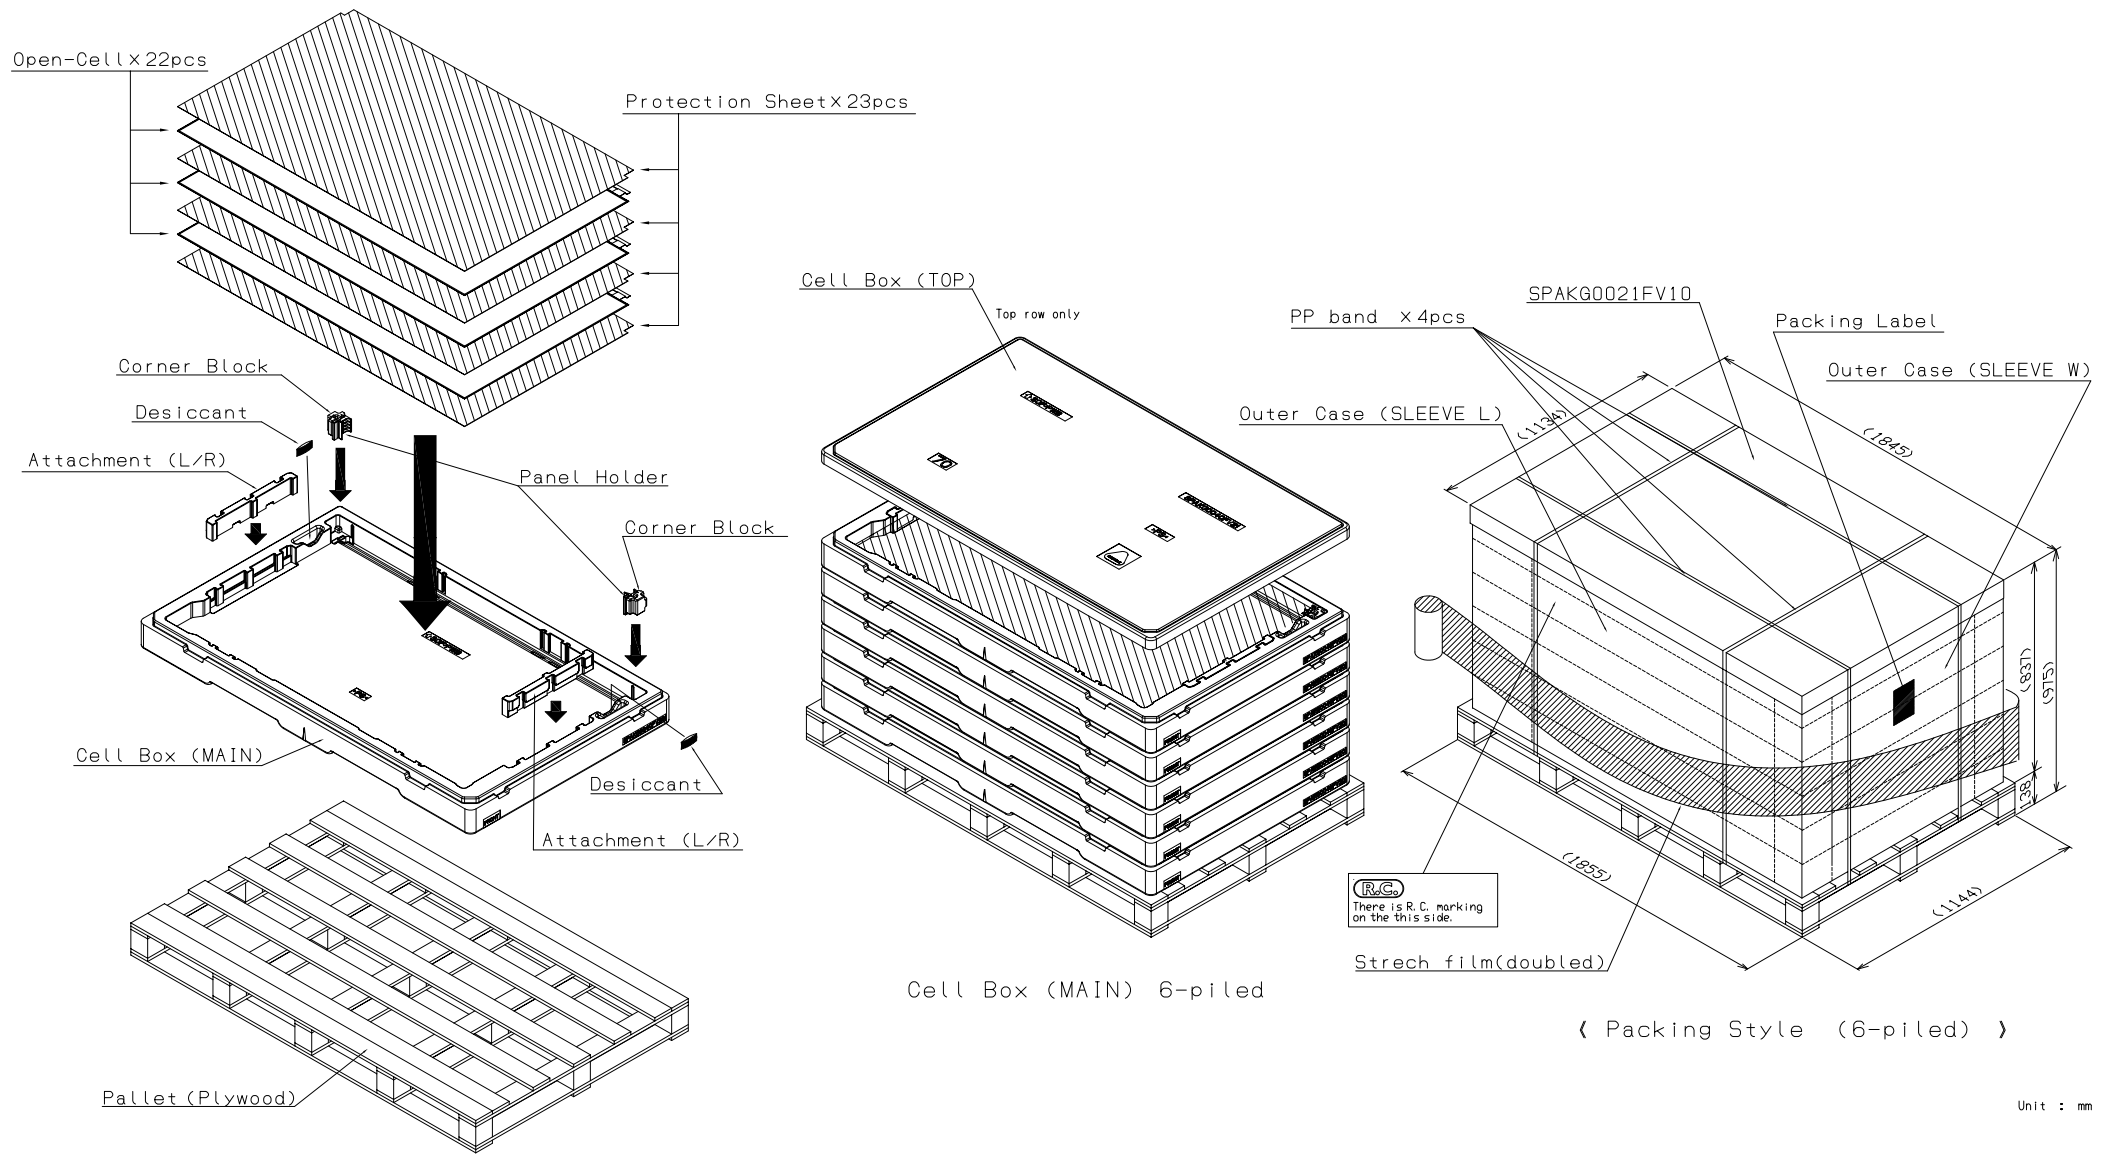 Open-Cell×22pcs
Protection Sheet×23pcs
Corner Block
Desiccant
Attachment (L/R)
Panel Holder
Corner Block
Cell Box (MAIN)
Desiccant
Attachment (L/R)
Pallet(Plywood)
Cell Box (TOP)
Top row only
70
Cell Box (MAIN) 6-piled
SPAKG0021FV10
PP band ×4pcs
Packing Label
Outer Case (SLEEVE W)
Outer Case (SLEEVE L)
(1134)
(1845)
(837)
(975)
138
(1855)
(1144)
R.C.
There is R.C. marking
on the this side.
Strech film(doubled)
《 Packing Style (6-piled) 》
Unit : mm